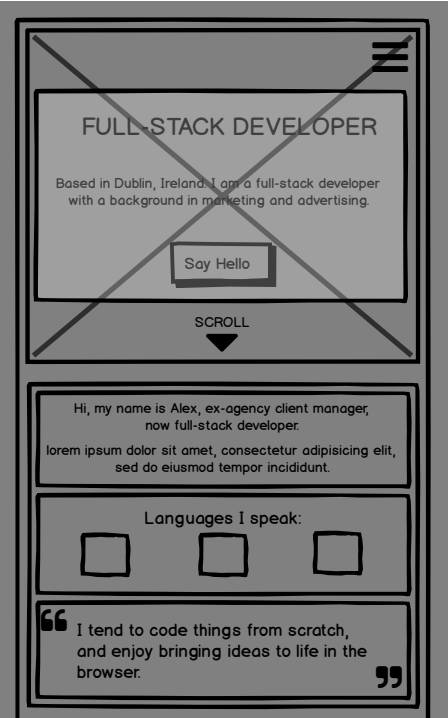 FULL-STACK DEVELOPER
Based in Dublin, Ireland. I am a full-stack developer
with a background in marketing and advertising.
Say Hello
SCROLL
Hi, my name is Alex, ex-agency client manager,
now full-stack developer.
lorem ipsum dolor sit amet, consectetur adipisicing elit,
sed do eiusmod tempor incididunt.
Languages I speak:
“ I tend to code things from scratch,
and enjoy bringing ideas to life in the
browser. ”